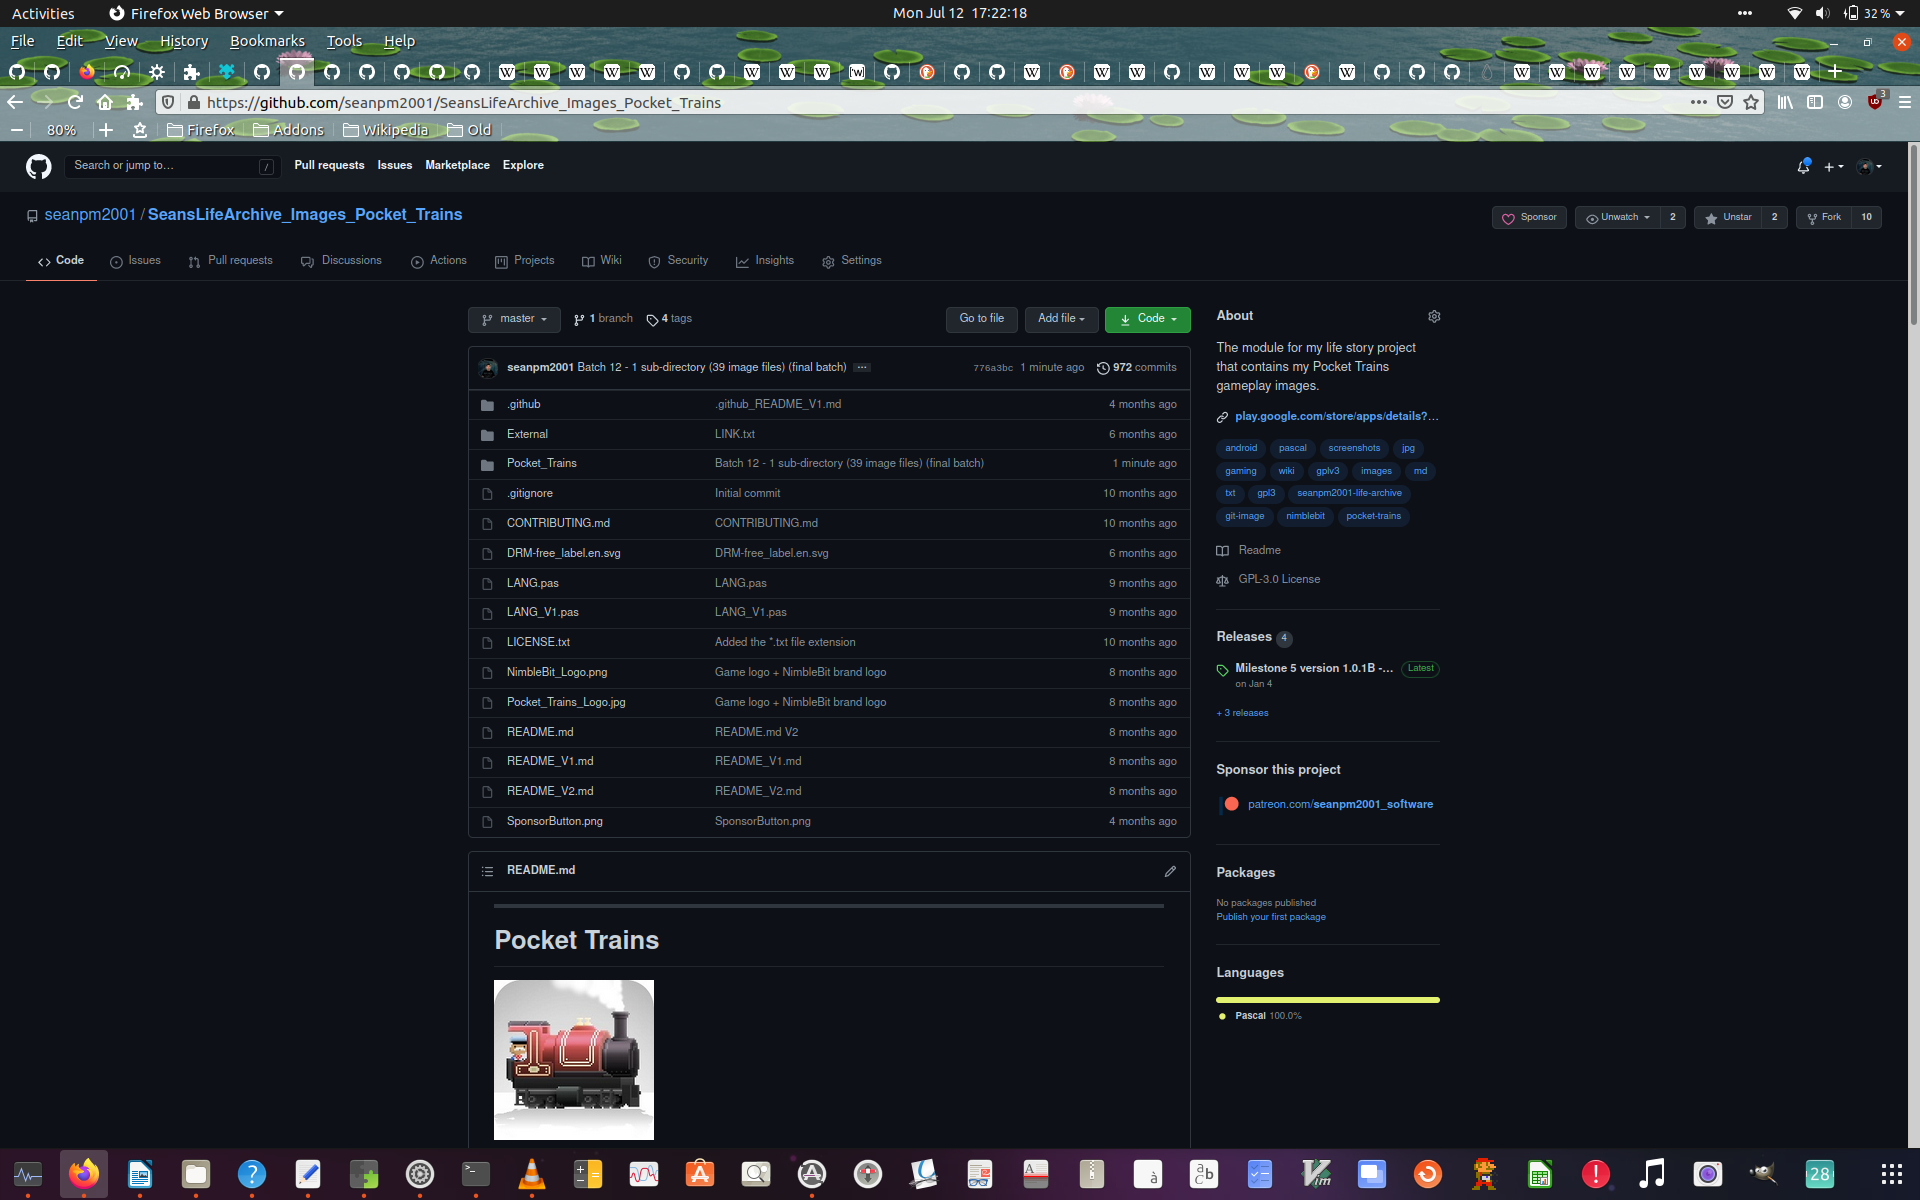 Activities
Firefox Web Browser
Mon Jul 12 17:22:18
32 %
File Edit View History Bookmarks Tools Help
https://github.com/seanpm2001/SeansLifeArchive_Images_Pocket_Trains
3
80%
Firefox Addons Wikipedia Old
Search or jump to…
/
Pull requests Issues Marketplace Explore
seanpm2001 / SeansLifeArchive_Images_Pocket_Trains
Sponsor
Unwatch 2
Unstar 2
Fork 10
Code Issues Pull requests Discussions Actions Projects Wiki Security Insights Settings
master
1 branch
4 tags
Go to file
Add file
Code
seanpm2001 Batch 12 - 1 sub-directory (39 image files) (final batch) ...
776a3bc 1 minute ago
972 commits
.github .github_README_V1.md 4 months ago
External LINK.txt 6 months ago
Pocket_Trains Batch 12 - 1 sub-directory (39 image files) (final batch) 1 minute ago
.gitignore Initial commit 10 months ago
CONTRIBUTING.md CONTRIBUTING.md 10 months ago
DRM-free_label.en.svg DRM-free_label.en.svg 6 months ago
LANG.pas LANG.pas 9 months ago
LANG_V1.pas LANG_V1.pas 9 months ago
LICENSE.txt Added the *.txt file extension 10 months ago
NimbleBit_Logo.png Game logo + NimbleBit brand logo 8 months ago
Pocket_Trains_Logo.jpg Game logo + NimbleBit brand logo 8 months ago
README.md README.md V2 8 months ago
README_V1.md README_V1.md 8 months ago
README_V2.md README_V2.md 8 months ago
SponsorButton.png SponsorButton.png 4 months ago
README.md
Pocket Trains
About
The module for my life story project
that contains my Pocket Trains
gameplay images.
play.google.com/store/apps/details?…
android pascal screenshots jpg
gaming wiki gplv3 images md
txt gpl3 seanpm2001-life-archive
git-image nimblebit pocket-trains
Readme
GPL-3.0 License
Releases 4
Milestone 5 version 1.0.1B -… Latest
on Jan 4
+ 3 releases
Sponsor this project
patreon.com/seanpm2001_software
Packages
No packages published
Publish your first package
Languages
Pascal 100.0%
28